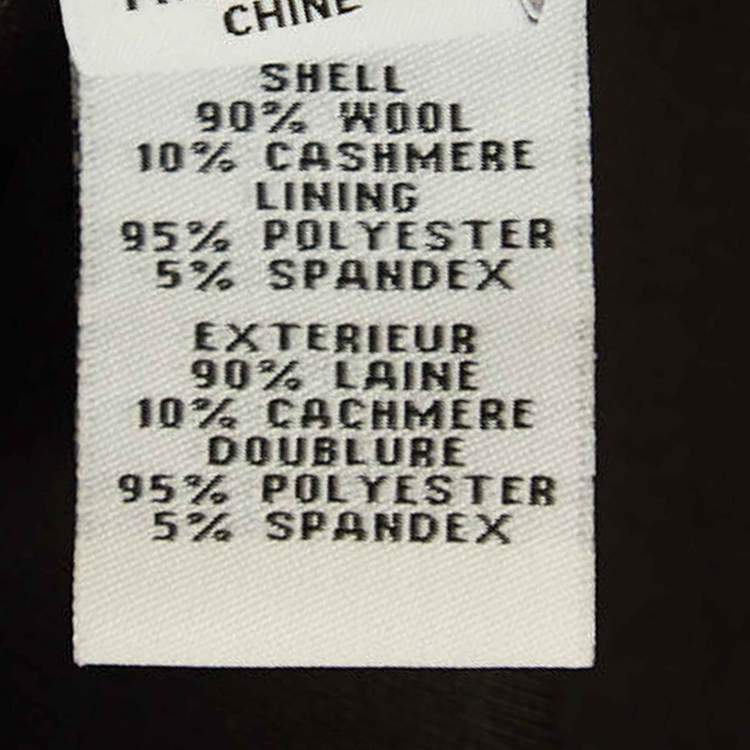 CHINE
SHELL
90% WOOL
10% CASHMERE
LINING
95% POLYESTER
5% SPANDEX
EXTERIEUR
90% LAINE
10% CACHMERE
DOUBLURE
95% POLYESTER
5% SPANDEX